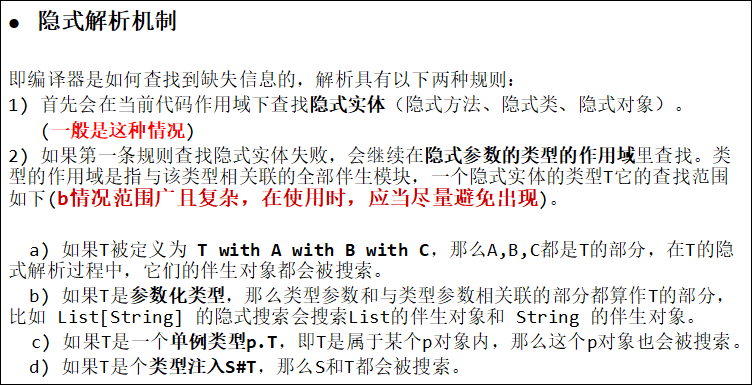 ● 隐式解析机制
即编译器是如何查找到缺失信息的，解析具有以下两种规则：
1) 首先会在当前代码作用域下查找隐式实体（隐式方法、隐式类、隐式对象）。
(一般是这种情况)
2) 如果第一条规则查找隐式实体失败，会继续在隐式参数的类型的作用域里查找。类
型的作用域是指与该类型相关联的全部伴生模块，一个隐式实体的类型T它的查找范围
如下(b情况范围广且复杂，在使用时，应当尽量避免出现)。
a) 如果T被定义为 T with A with B with C，那么A,B,C都是T的部分，在T的隐
式解析过程中，它们的伴生对象都会被搜索。
b) 如果T是参数化类型，那么类型参数和与类型参数相关联的部分都算作T的部分，
比如 List[String] 的隐式搜索会搜索List的伴生对象和 String 的伴生对象。
c) 如果T是一个单例类型p.T，即T是属于某个p对象内，那么这个p对象也会被搜索。
d) 如果T是个类型注入S#T，那么S和T都会被搜索。